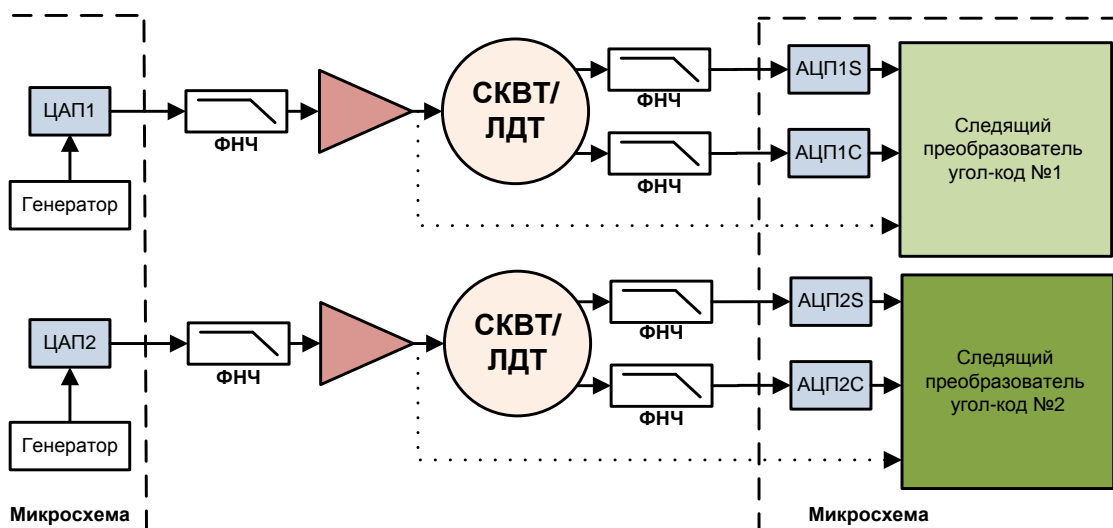 ЦАП1
Генератор
ФНЧ
СКВТ/
ЛДТ
ФНЧ
ФНЧ
АЦП1S
АЦП1C
Следящий
преобразователь
угол-код №1
ЦАП2
Генератор
ФНЧ
СКВТ/
ЛДТ
ФНЧ
ФНЧ
АЦП2S
АЦП2C
Следящий
преобразователь
угол-код №2
Микросхема
Микросхема